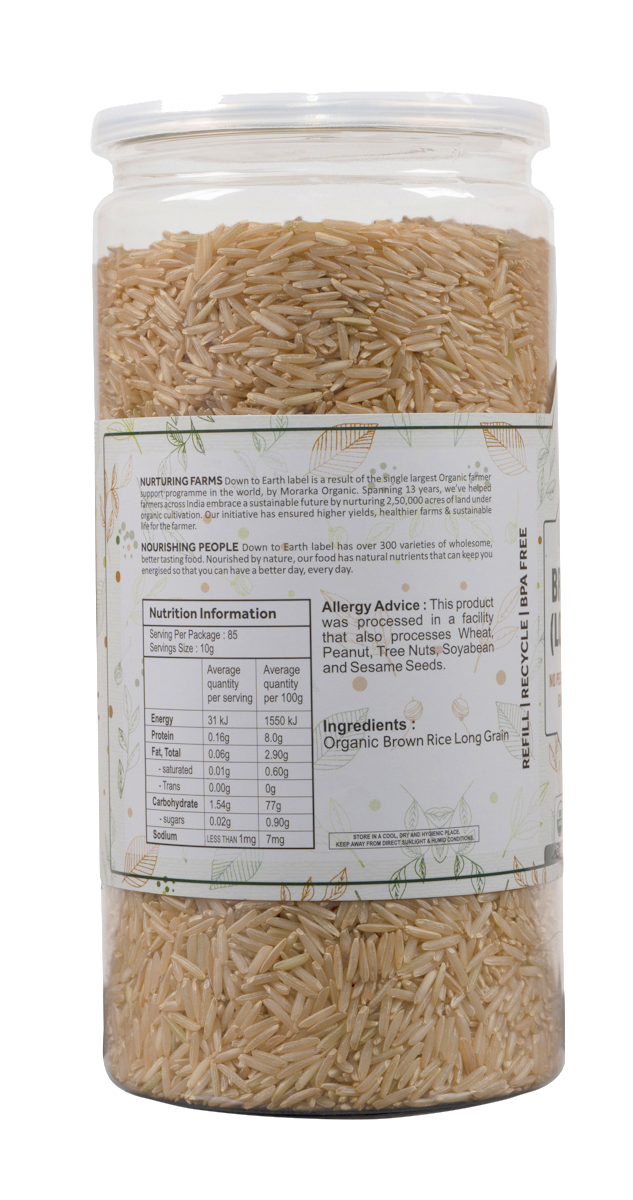 NURTURING FARMS Down to Earth label is a result of the single largest Organic farmer
support programme in the world, by Morarka Organic. Spanning 13 years, we've helped
farmers across India embrace a sustainable future by nurturing 2,50,000 acres of land under
organic cultivation. Our initiative has ensured higher yields, healthier farms & sustainable
life for the farmer.
NOURISHING PEOPLE Down to Earth label has over 300 varieties of wholesome,
better tasting food. Nourished by nature, our food has natural nutrients that can keep you
energised so that you can have a better day, every day.
Nutrition Information
Serving Per Package : 85
Servings Size : 10g
Average quantity per serving Average quantity per 100g
Energy 31 kJ 1550 kJ
Protein 0.16g 8.0g
Fat, Total 0.06g 2.90g
- saturated 0.01g 0.60g
- Trans 0.00g 0g
Carbohydrate 1.54g 77g
- sugars 0.02g 0.90g
Sodium LESS THAN 1mg 7mg
Allergy Advice : This product
was processed in a facility
that also processes Wheat,
Peanut, Tree Nuts, Soyabean
and Sesame Seeds.
Ingredients :
Organic Brown Rice Long Grain
STORE IN A COOL, DRY AND HYGIENIC PLACE.
KEEP AWAY FROM DIRECT SUNLIGHT & HUMID CONDITIONS.
REFILL | RECYCLE | BPA FREE